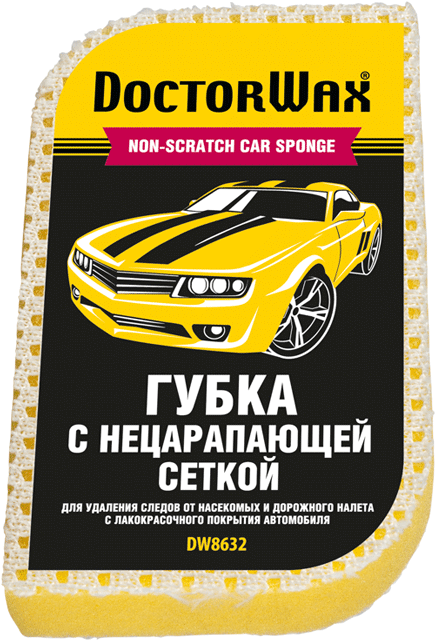 DOCTORWAX®
NON-SCRATCH CAR SPONGE
ГУБКА
С НЕЦАРАПАЮЩЕЙ
СЕТКОЙ
ДЛЯ УДАЛЕНИЯ СЛЕДОВ ОТ НАСЕКОМЫХ И ДОРОЖНОГО НАЛЕТА
С ЛАКОКРАСОЧНОГО ПОКРЫТИЯ АВТОМОБИЛЯ
DW8632